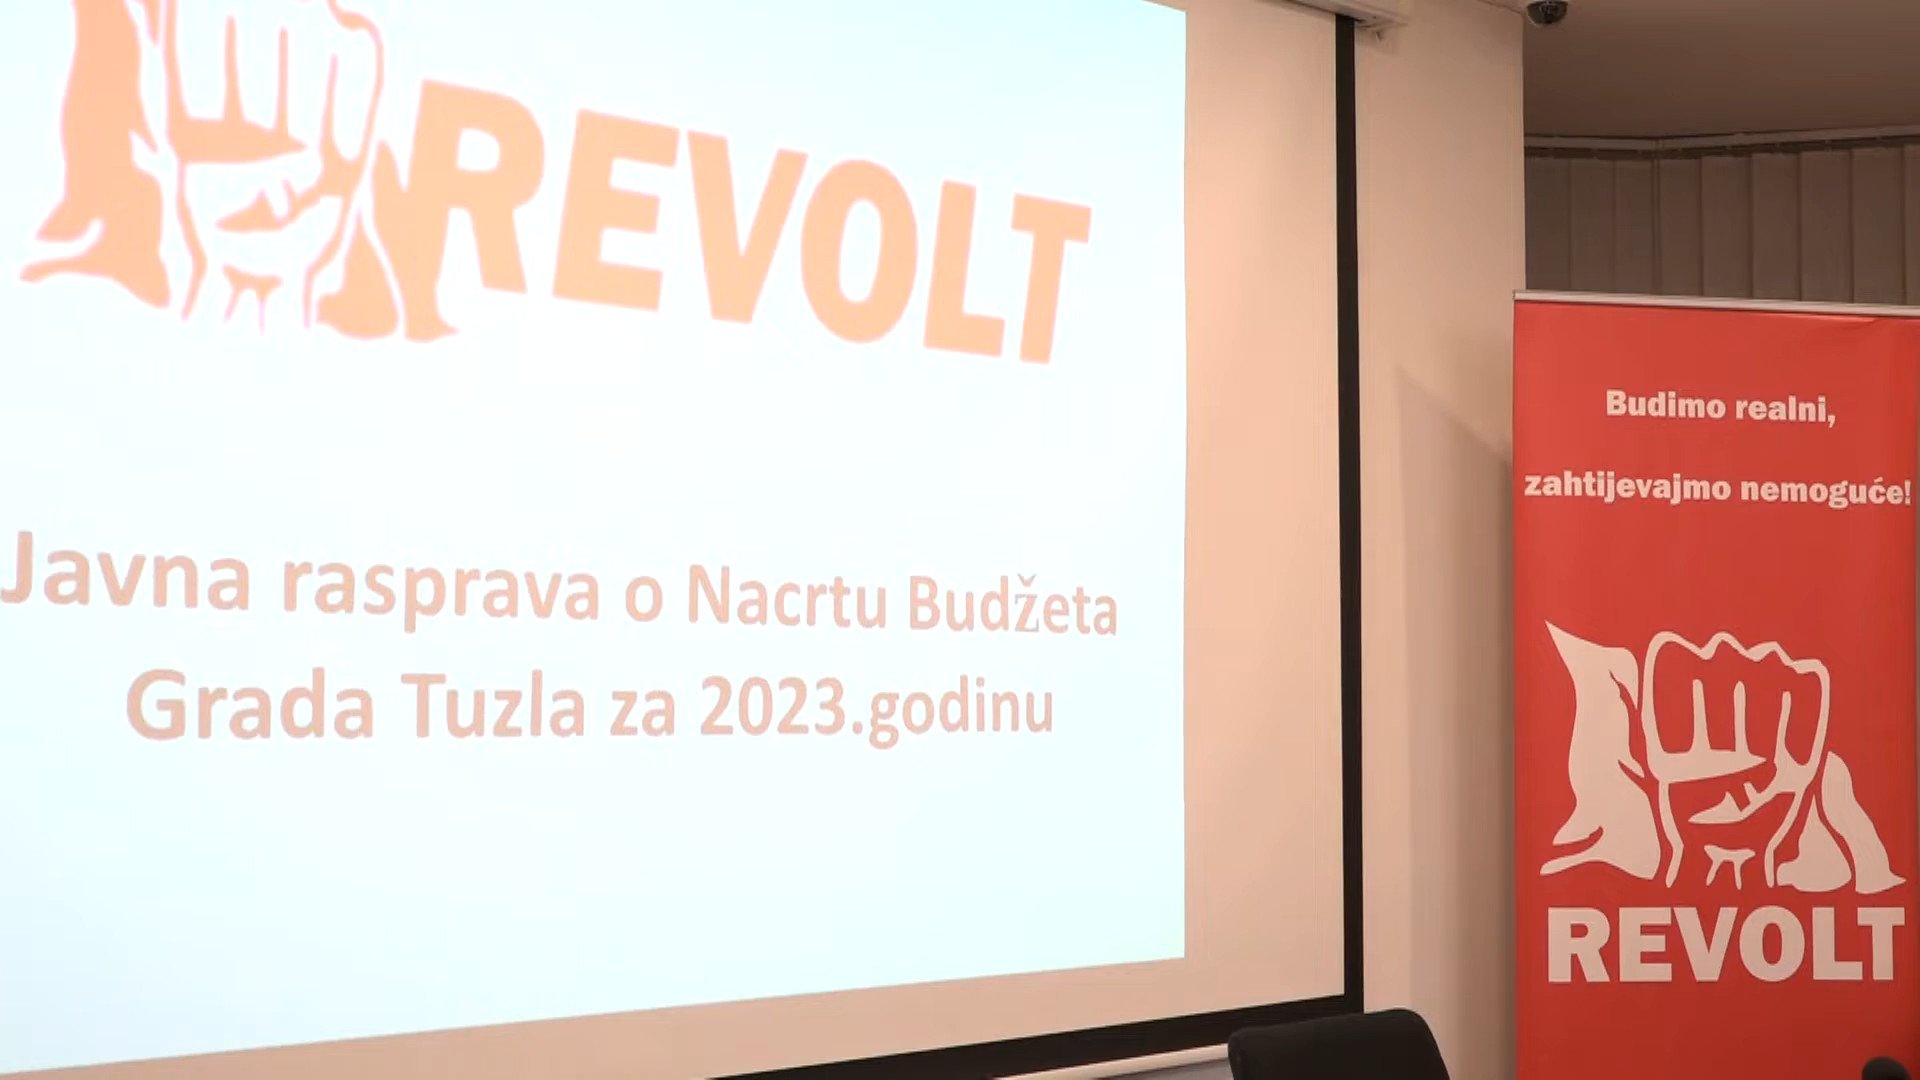 REVOLT
Javna rasprava o Nacrtu Budžeta
Grada Tuzla za 2023.godinu
Budimo realni,
zahtijevajmo nemoguće!
REVOLT